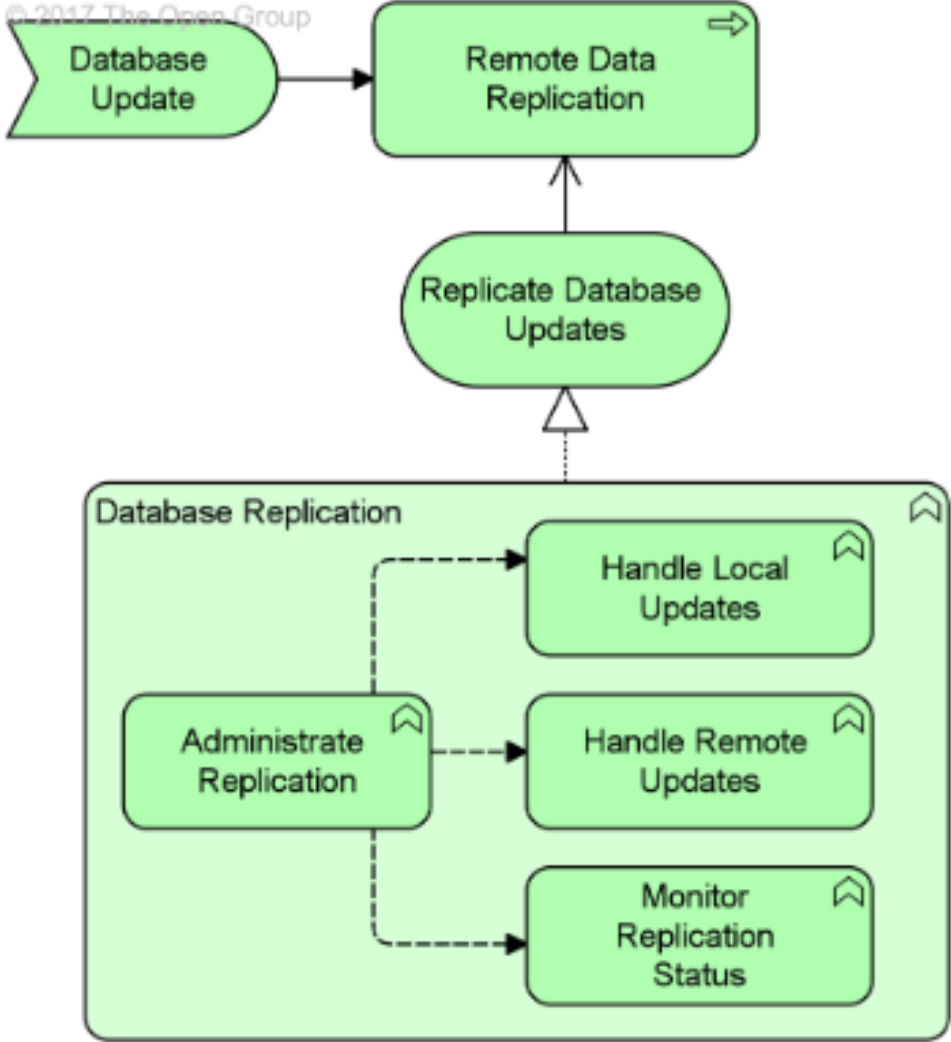 © 2017 The Open Group
Database
Update
Remote Data
Replication
Replicate Database
Updates
Database Replication
Handle Local
Updates
Administrate
Replication
Handle Remote
Updates
Monitor
Replication
Status